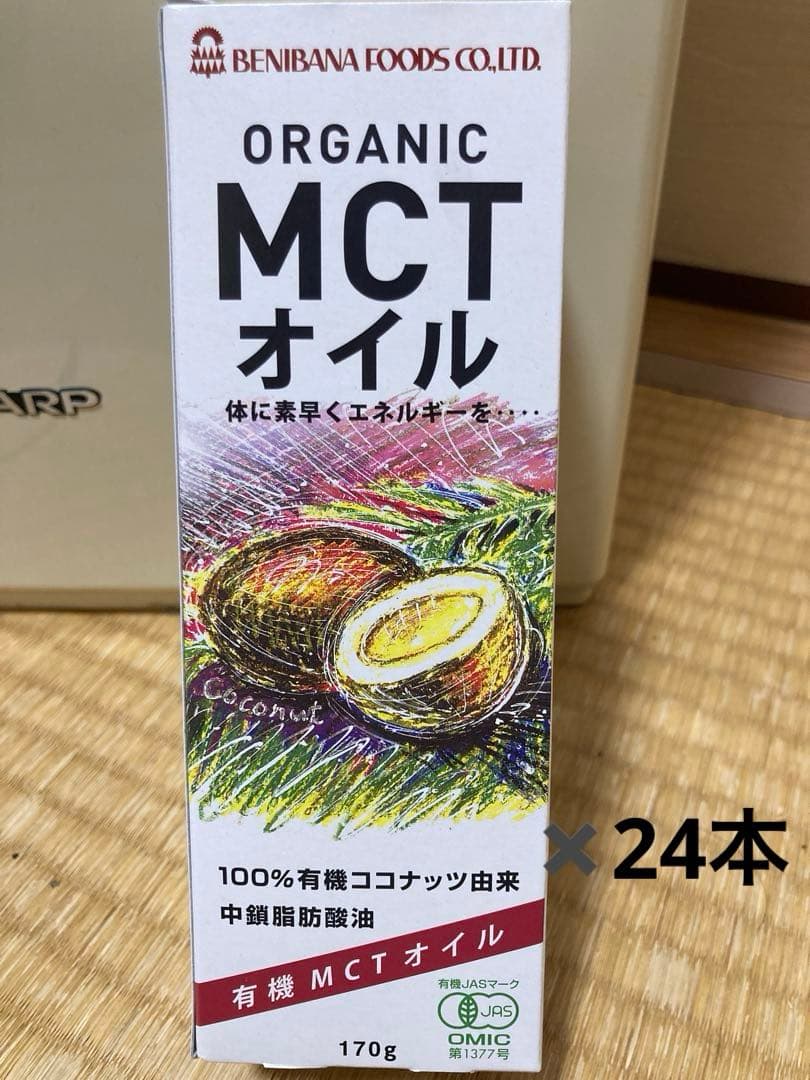 BENIBANA FOODS CO.,LTD.
ORGANIC
MCT
オイル
体に素早くエネルギーを‥‥
ARP
Coconut
✖24本
100%有機ココナッツ由来
中鎖脂肪酸油
有機MCTオイル
有機JASマーク
JAS
OMIC
第1377号
170g